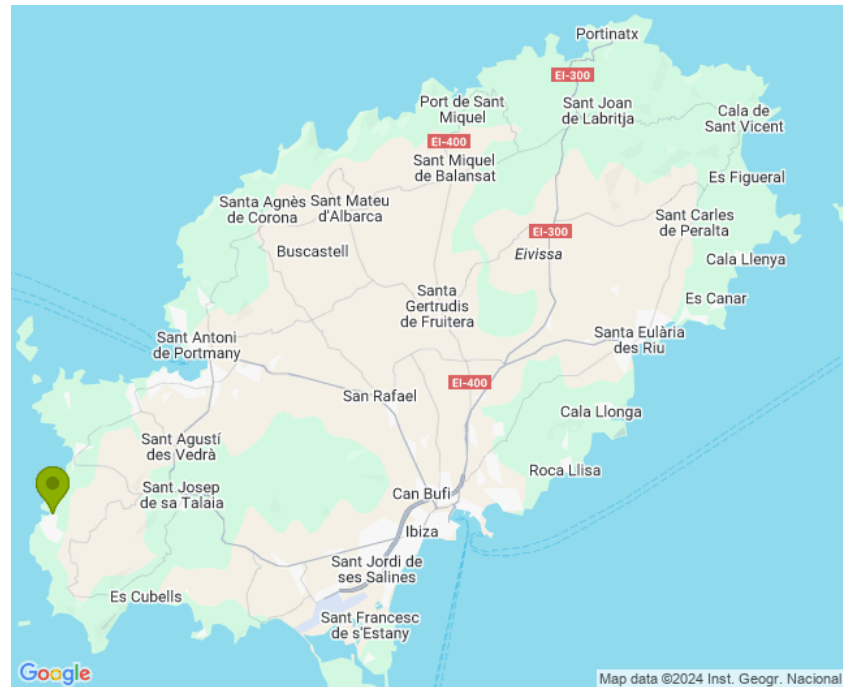 Portinatx
EI-300
Port de Sant
Miquel
Sant Joan
de Labritja
Cala de
Sant Vicent
EI-400
Sant Miquel
de Balansat
Es Figueral
Santa Agnès
de Corona
Sant Mateu
d'Albarca
Sant Carles
de Peralta
EI-300
Buscastell
Eivissa
Cala Llenya
Santa
Gertrudis
de Fruitera
Es Canar
Sant Antoni
de Portmany
Santa Eulària
des Riu
EI-400
San Rafael
Cala Llonga
Sant Agustí
des Vedrà
Roca Llisa
Sant Josep
de sa Talaia
Can Bufi
Ibiza
Sant Jordi de
ses Salines
Es Cubells
Sant Francesc
de s'Estany
Google
Map data ©2024 Inst. Geogr. Nacional